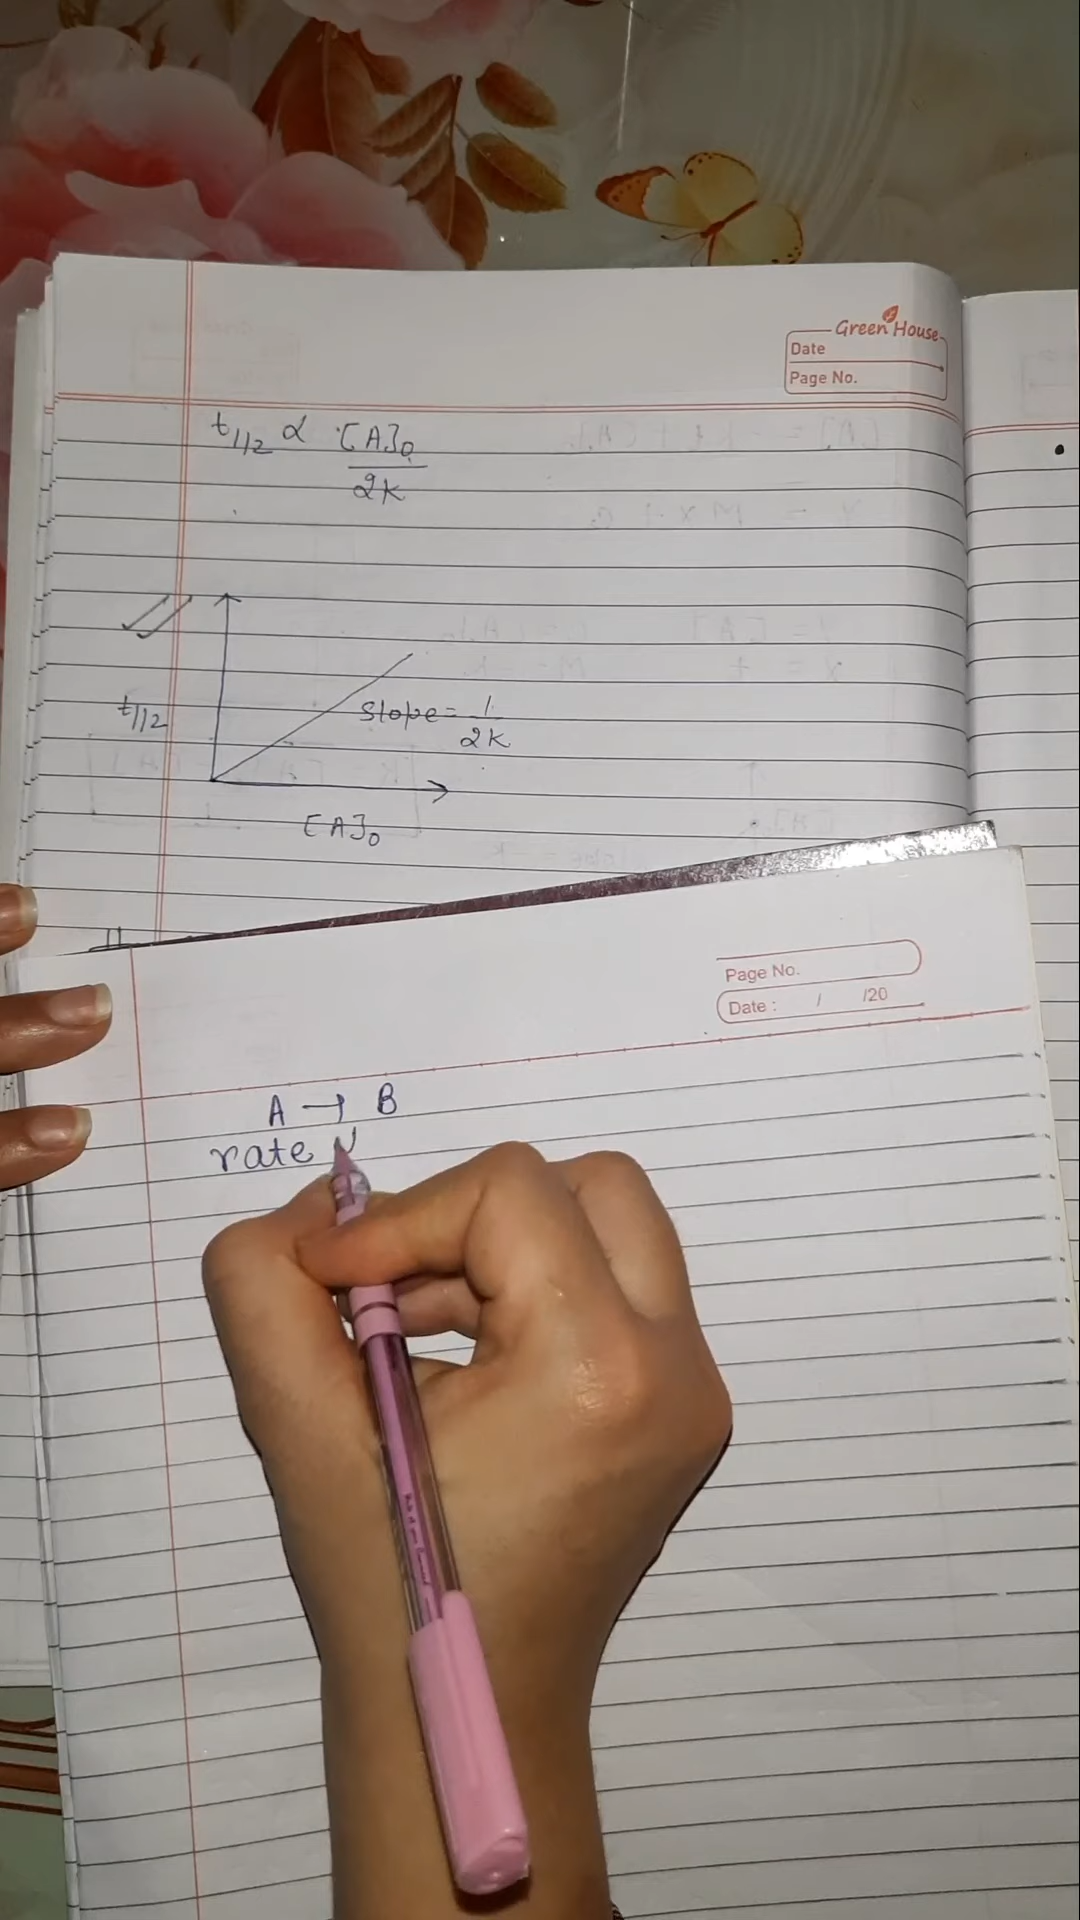 Green House
Date
Page No.
t1/2 ∝ [A]0
2K
t1/2
slope = 1
2K
[A]0
Page No.
Date : / /20
A → B
rate